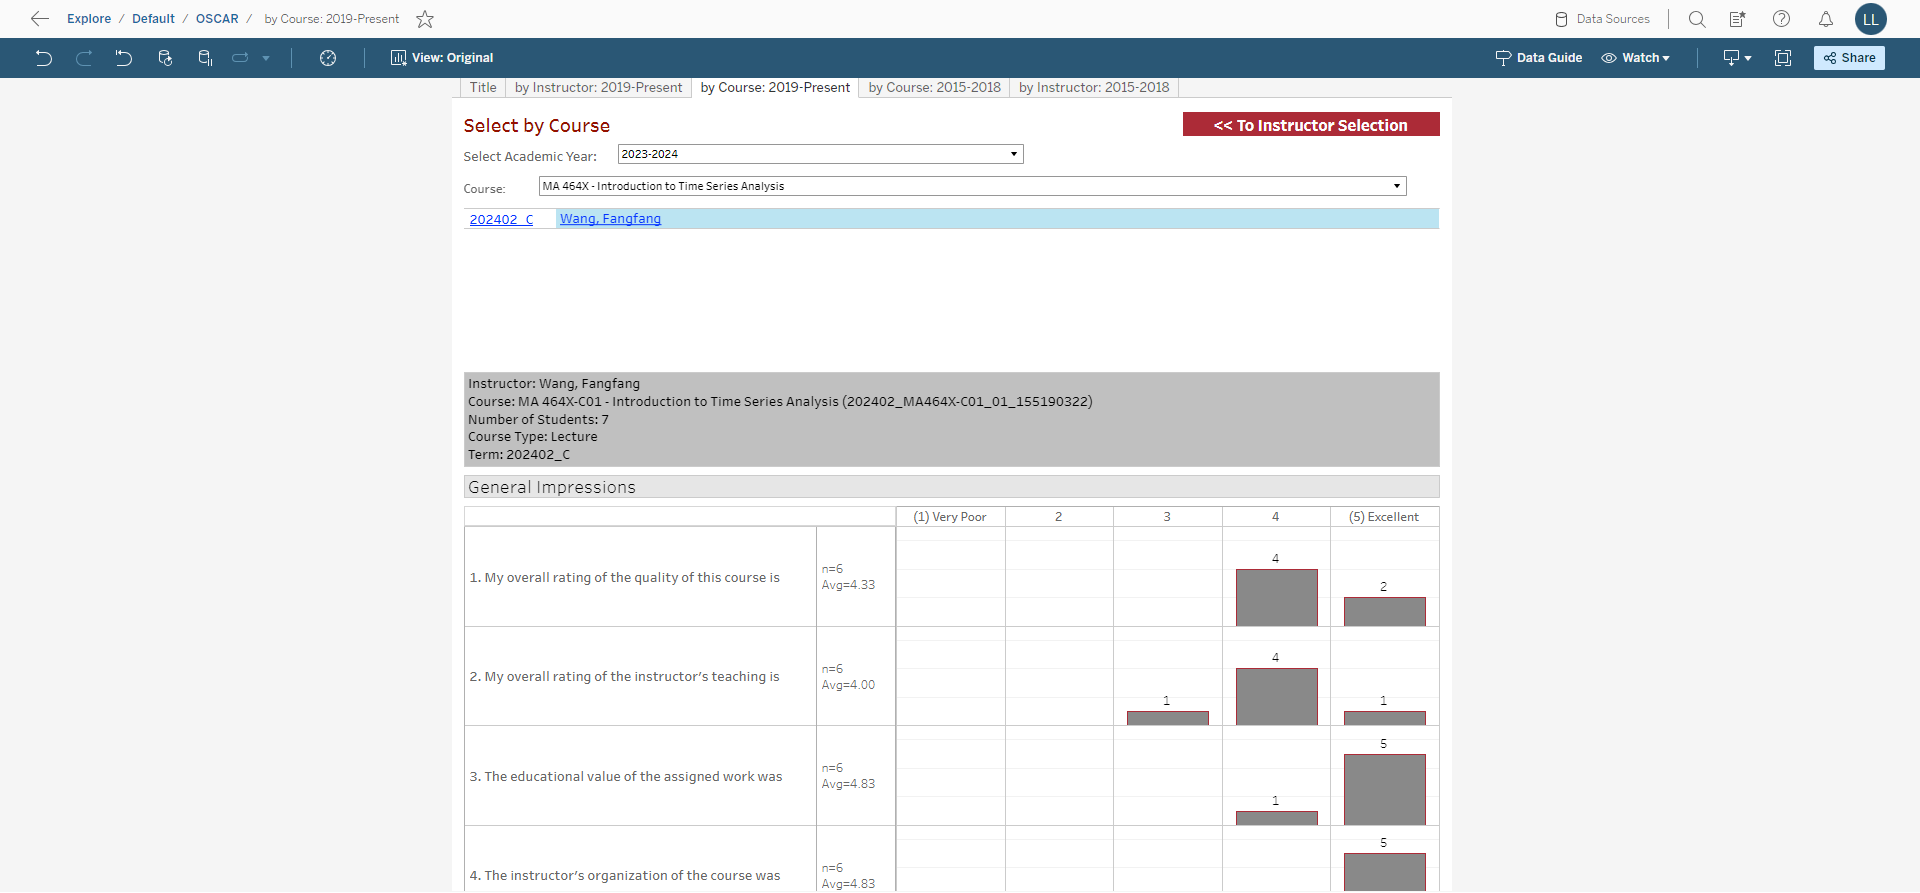 Explore / Default / OSCAR / by Course: 2019-Present
Data Sources
LL
View: Original
Data Guide
Watch
Share
Title
by Instructor: 2019-Present
by Course: 2019-Present
by Course: 2015-2018
by Instructor: 2015-2018
Select by Course
<< To Instructor Selection
Select Academic Year:
2023-2024
Course:
MA 464X - Introduction to Time Series Analysis
202402_C
Wang, Fangfang
Instructor: Wang, Fangfang
Course: MA 464X-C01 - Introduction to Time Series Analysis (202402_MA464X-C01_01_155190322)
Number of Students: 7
Course Type: Lecture
Term: 202402_C
General Impressions
(1) Very Poor
2
3
4
(5) Excellent
1. My overall rating of the quality of this course is
n=6
Avg=4.33
4
2
2. My overall rating of the instructor's teaching is
n=6
Avg=4.00
1
4
1
3. The educational value of the assigned work was
n=6
Avg=4.83
1
5
4. The instructor's organization of the course was
n=6
Avg=4.83
5